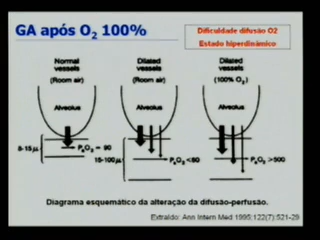 GA após O₂ 100%
Dificuldade difusão O2
Estado hiperdinâmico
Normal vessels (Room air)
Dilated vessels (Room air)
Dilated vessels (100% O₂)
Alveolus
Alveolus
Alveolus
8-15 µ
PₐO₂ = 90
15-100 µ
PₐO₂ <60
PₐO₂ >500
Diagrama esquemático da alteração da difusão-perfusão.
Extraído: Ann Intern Med 1995;122(7):521-29